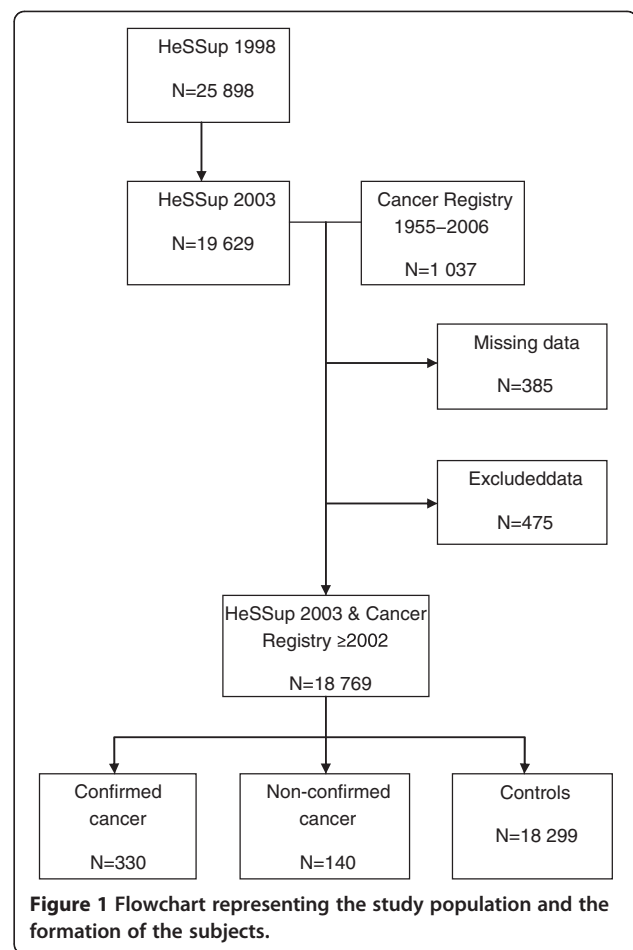 HeSSup 1998
N=25 898
HeSSup 2003
N=19 629
Cancer Registry
1955–2006
N=1 037
Missing data
N=385
Excludeddata
N=475
HeSSup 2003 & Cancer
Registry ≥2002
N=18 769
Confirmed
cancer
N=330
Non-confirmed
cancer
N=140
Controls
N=18 299
Figure 1 Flowchart representing the study population and the
formation of the subjects.